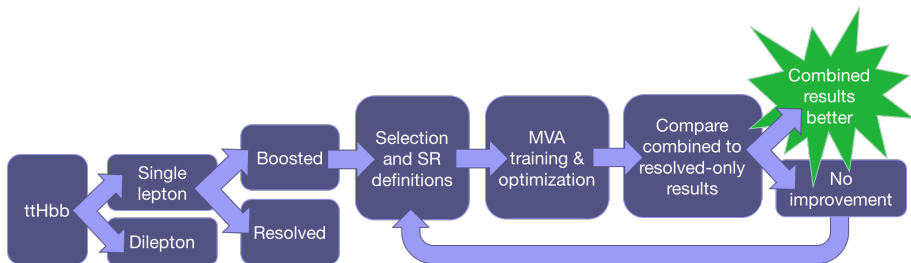 ttHbb
Single
lepton
Dilepton
Boosted
Resolved
Selection
and SR
definitions
MVA
training &
optimization
Compare
combined to
resolved-only
results
Combined
results
better
No
improvement